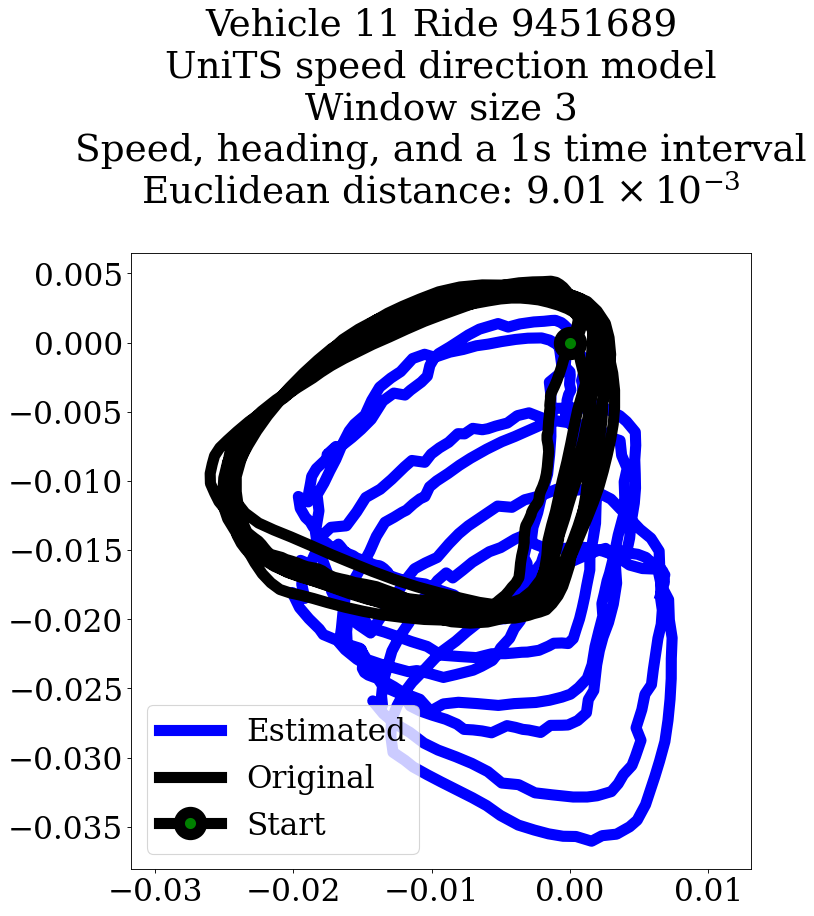 Vehicle 11 Ride 9451689
UniTS speed direction model
Window size 3
Speed, heading, and a 1s time interval
Euclidean distance: 9.01 × 10⁻³
0.005
0.000
−0.005
−0.010
−0.015
−0.020
−0.025
−0.030
−0.035
Estimated
Original
Start
−0.03 −0.02 −0.01 0.00 0.01